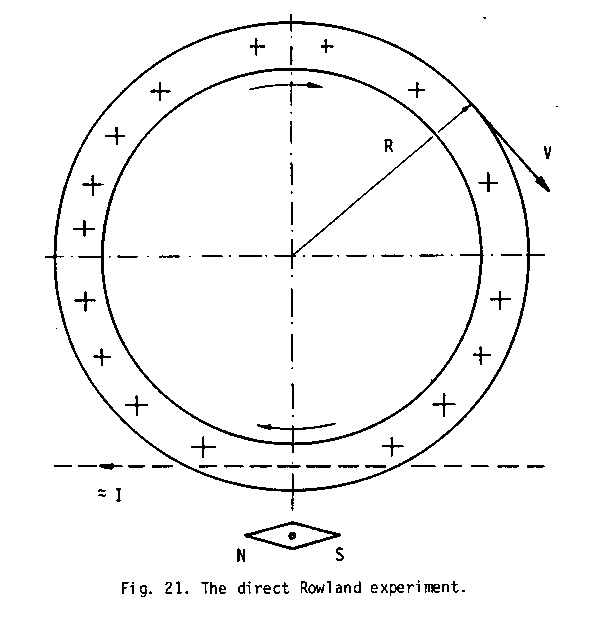 R
V
≈ I
N
S
Fig. 21. The direct Rowland experiment.